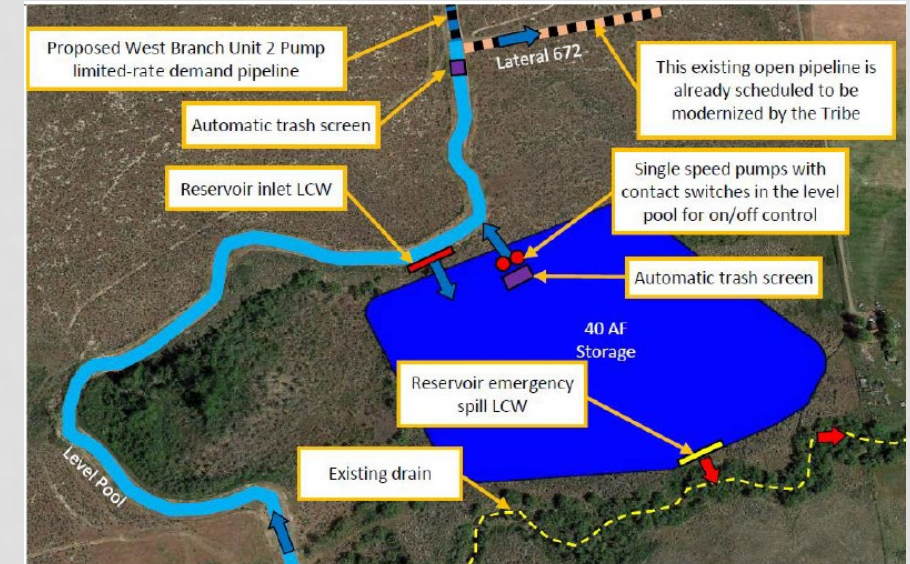 Proposed West Branch Unit 2 Pump
limited-rate demand pipeline
Lateral 672
This existing open pipeline is
already scheduled to be
modernized by the Tribe
Automatic trash screen
Reservoir inlet LCW
Single speed pumps with
contact switches in the level
pool for on/off control
Automatic trash screen
40 AF
Storage
Reservoir emergency
spill LCW
Existing drain
Level Pool